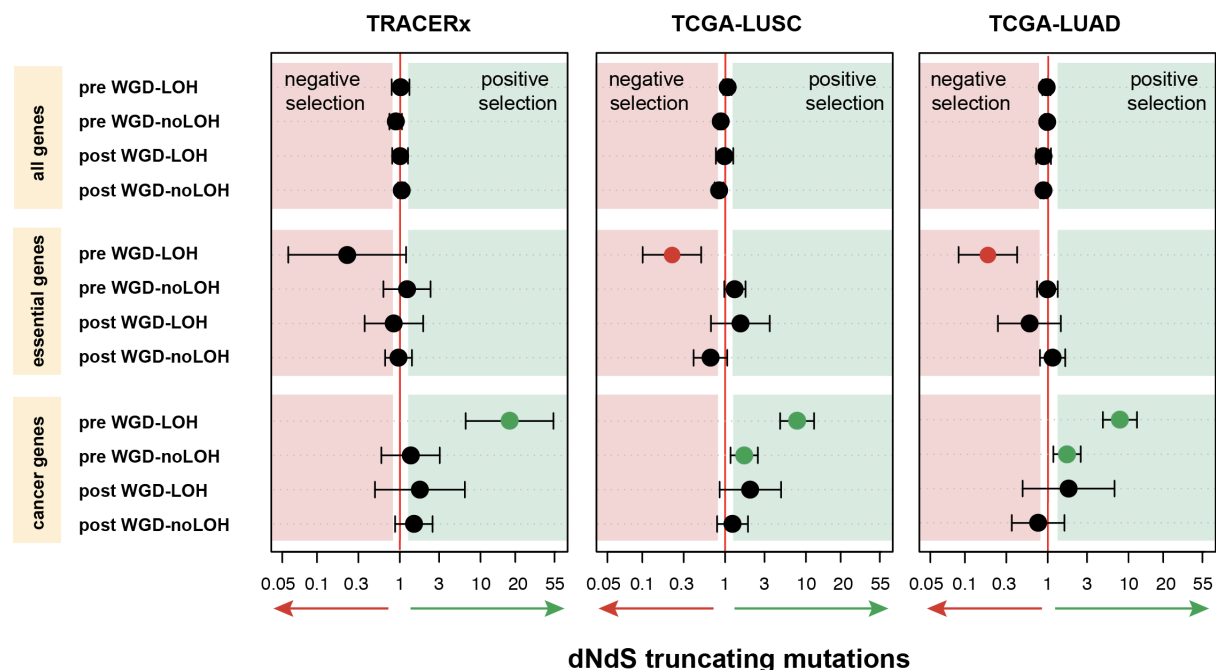 TRACERx
TCGA-LUSC
TCGA-LUAD
negative
selection
positive
selection
negative
selection
positive
selection
negative
selection
positive
selection
all genes
pre WGD-LOH
pre WGD-noLOH
post WGD-LOH
post WGD-noLOH
essential genes
pre WGD-LOH
pre WGD-noLOH
post WGD-LOH
post WGD-noLOH
cancer genes
pre WGD-LOH
pre WGD-noLOH
post WGD-LOH
post WGD-noLOH
0.05 0.1 0.3 1 3 10 20 55
0.05 0.1 0.3 1 3 10 20 55
0.05 0.1 0.3 1 3 10 20 55
dNdS truncating mutations